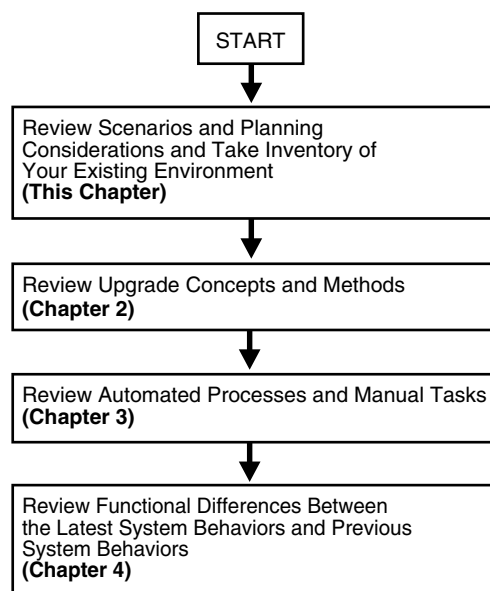 START
Review Scenarios and Planning
Considerations and Take Inventory of
Your Existing Environment
(This Chapter)
Review Upgrade Concepts and Methods
(Chapter 2)
Review Automated Processes and Manual Tasks
(Chapter 3)
Review Functional Differences Between
the Latest System Behaviors and Previous
System Behaviors
(Chapter 4)